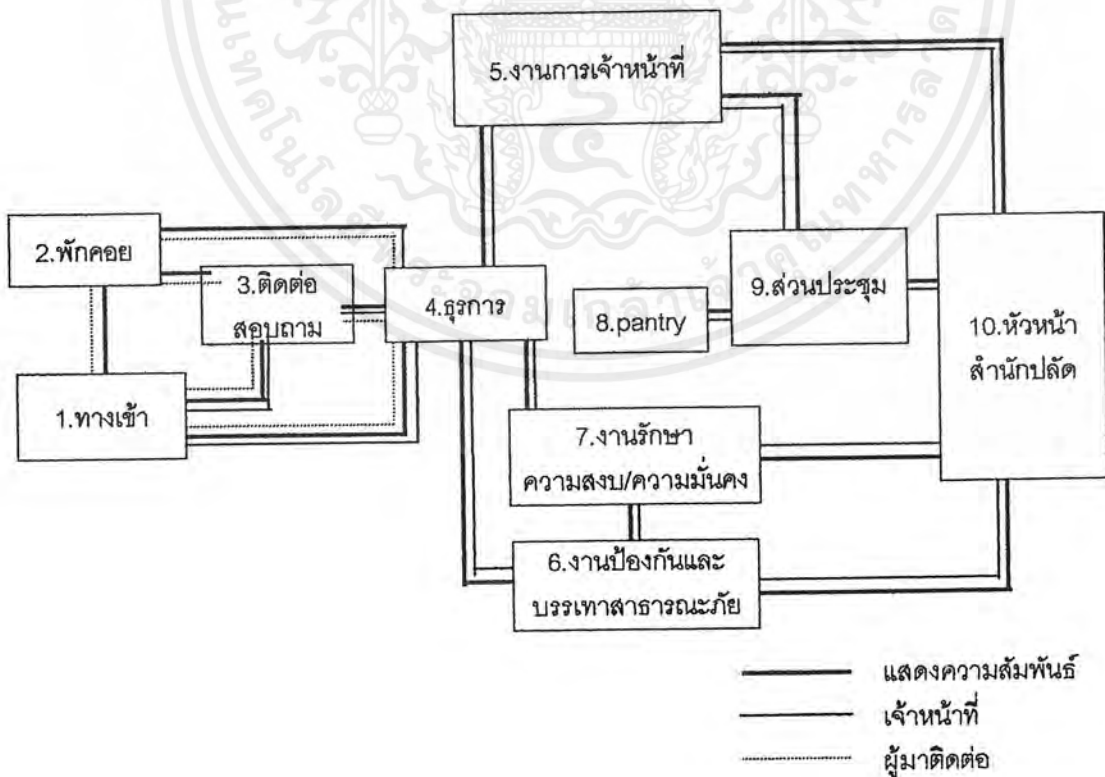 5.งานการเจ้าหน้าที่
2.พักคอย
3.ติดต่อ
สอบถาม
4.ธุรการ
8.pantry
9.ส่วนประชุม
10.หัวหน้า
สำนักปลัด
1.ทางเข้า
7.งานรักษา
ความสงบ/ความมั่นคง
6.งานป้องกันและ
บรรเทาสาธารณะภัย
แสดงความสัมพันธ์
เจ้าหน้าที่
ผู้มาติดต่อ